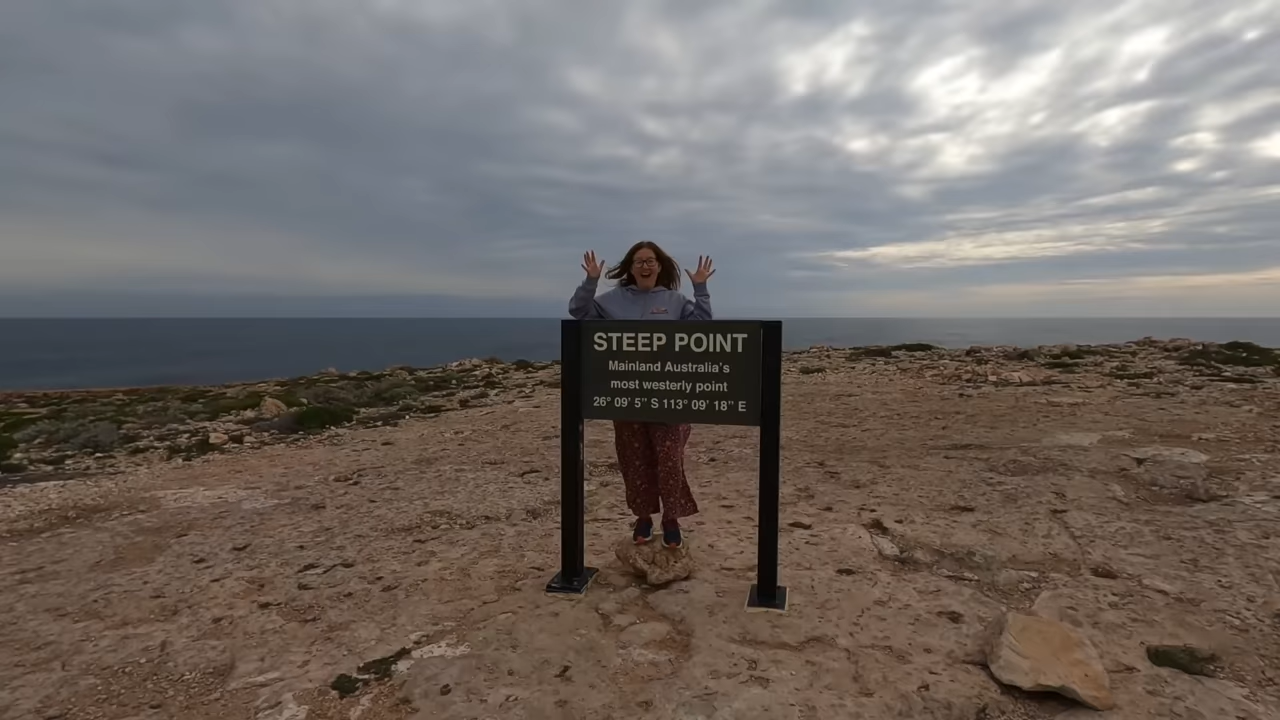 STEEP POINT
Mainland Australia's
most westerly point
26° 09' 5" S 113° 09' 18" E